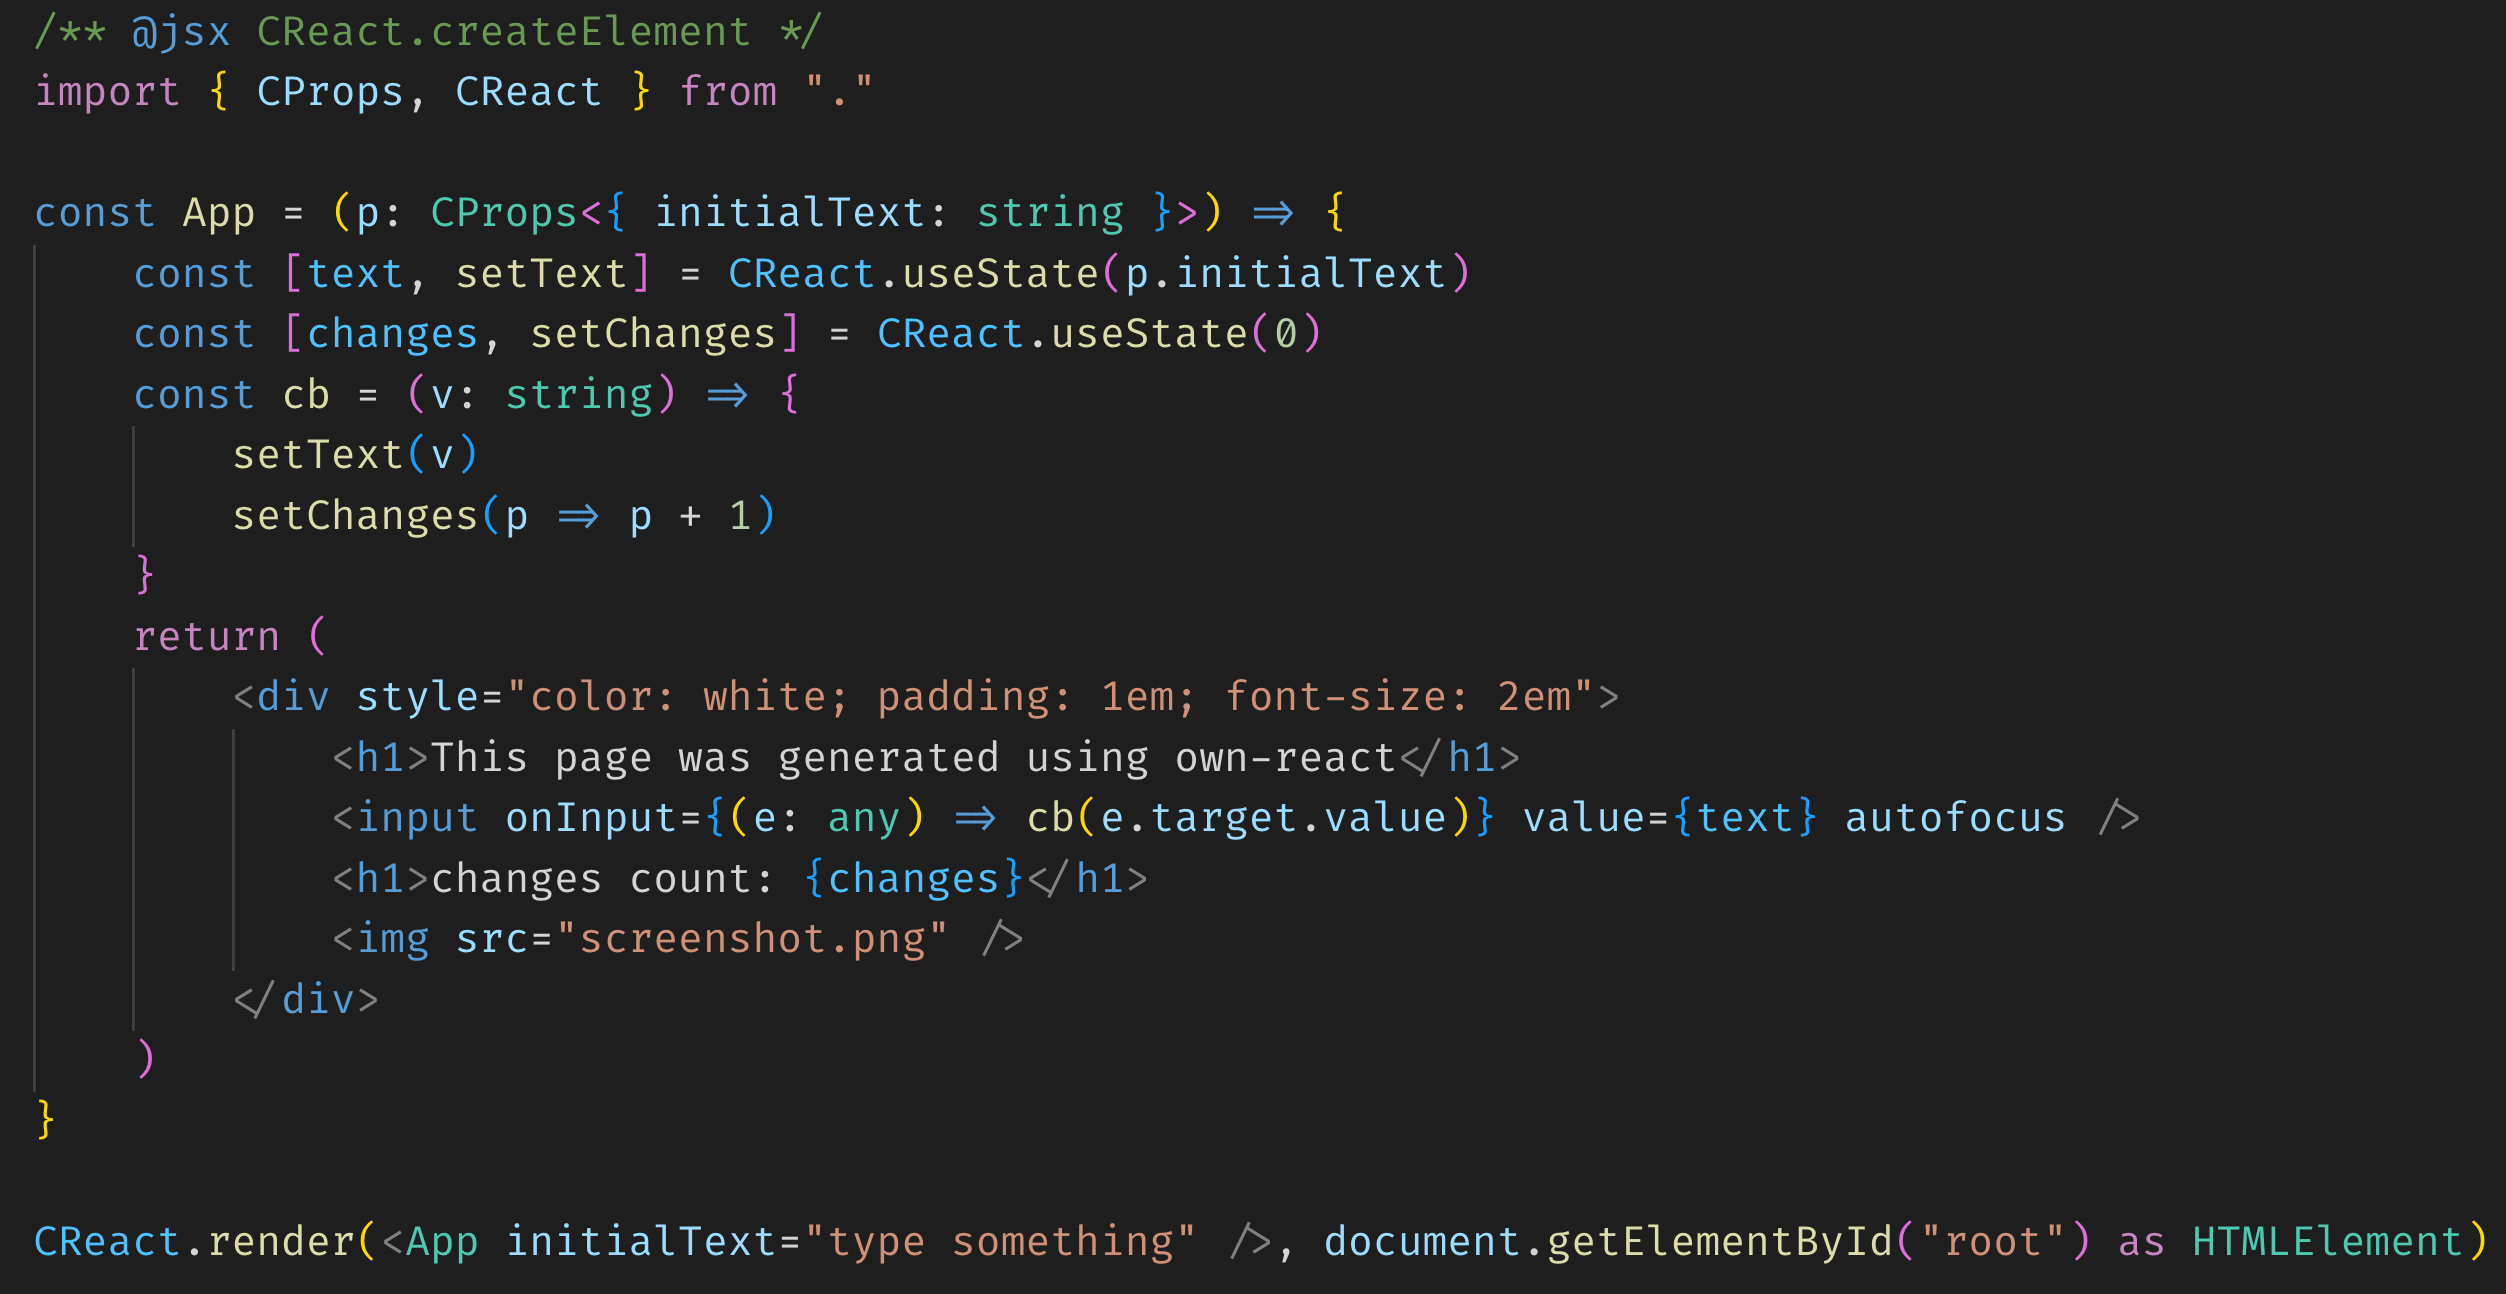 /** @jsx CReact.createElement */
import { CProps, CReact } from "."
const App = (p: CProps<{ initialText: string }>) => {
    const [text, setText] = CReact.useState(p.initialText)
    const [changes, setChanges] = CReact.useState(0)
    const cb = (v: string) => {
        setText(v)
        setChanges(p => p + 1)
    }
    return (
        <div style="color: white; padding: 1em; font-size: 2em">
            <h1>This page was generated using own-react</h1>
            <input onInput={(e: any) => cb(e.target.value)} value={text} autofocus />
            <h1>changes count: {changes}</h1>
            <img src="screenshot.png" />
        </div>
    )
}
CReact.render(<App initialText="type something" />, document.getElementById("root") as HTMLElement)